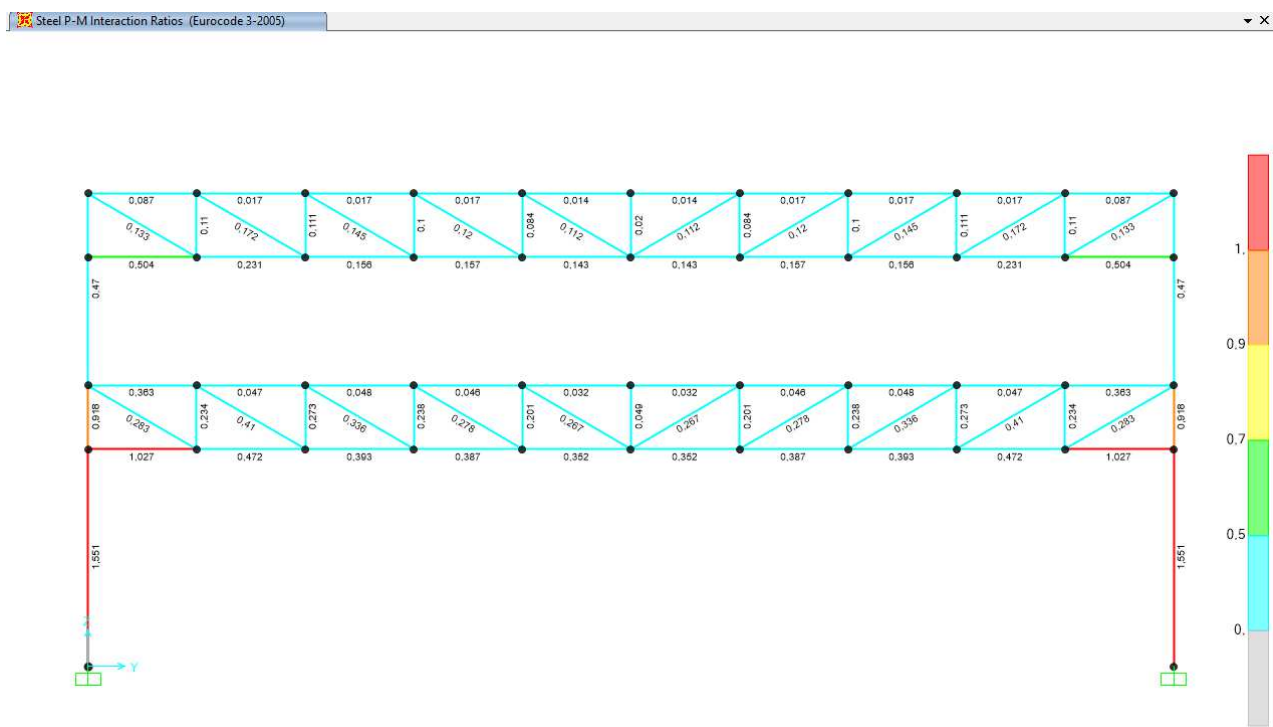 Steel P-M Interaction Ratios (Eurocode 3-2005)
0,087 0,017 0,017 0,017 0,014 0,014 0,017 0,017 0,017 0,087
0,133 0,11 0,172 0,111 0,145 0,1 0,12 0,084 0,112 0,02 0,112 0,084 0,12 0,1 0,145 0,111 0,172 0,11 0,133
0,504 0,231 0,156 0,157 0,143 0,143 0,157 0,156 0,231 0,504
0,47 0,47
0,363 0,047 0,048 0,046 0,032 0,032 0,046 0,048 0,047 0,363
0,918 0,283 0,234 0,41 0,273 0,336 0,238 0,278 0,201 0,267 0,049 0,267 0,201 0,278 0,238 0,336 0,273 0,41 0,234 0,283 0,918
1,027 0,472 0,393 0,387 0,352 0,352 0,387 0,393 0,472 1,027
1,551 1,551
Z
Y
1,
0.9
0.7
0.5
0,